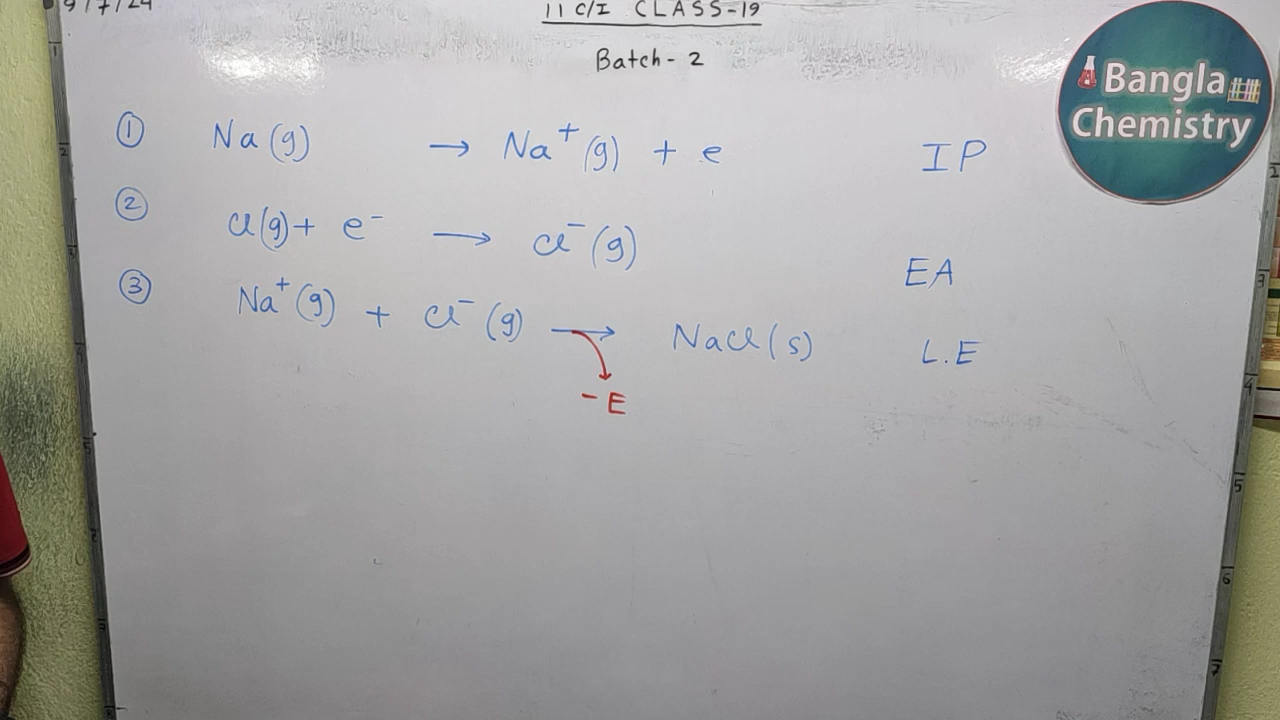 9/7/24
11 C/I CLASS-19
Batch - 2
Bangla
Chemistry
① Na(g) → Na⁺(g) + e IP
② Cl(g) + e⁻ → Cl⁻(g) EA
③ Na⁺(g) + Cl⁻(g) → NaCl(s) L.E
- E